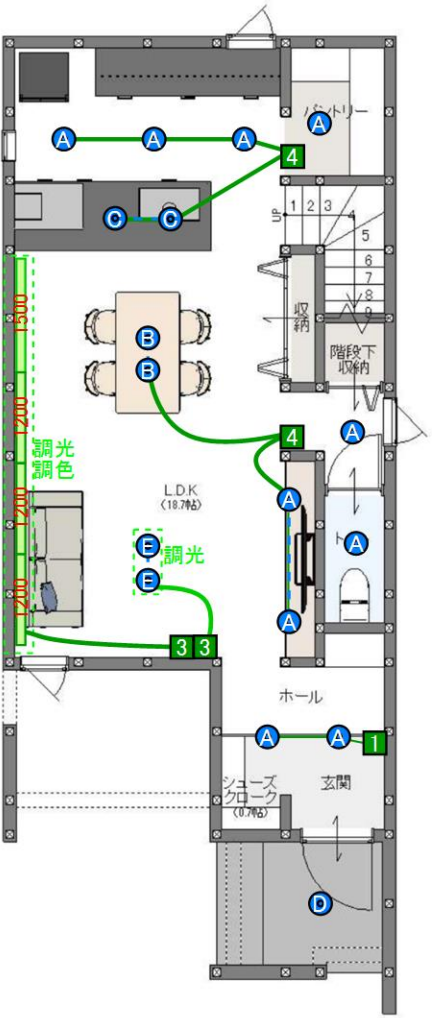 パントリー
A A A A
4
C C
UP 1 2 3
4
5
6
7
8
9
1500
収納
B
B
階段下
収納
1200
A
4
調光
調色
L.D.K
(18.7帖)
1200
A
ト
A
E
調光
E
1200
A
3 3
ホール
A A 1
シューズ
クローク
(0.7帖)
玄関
D